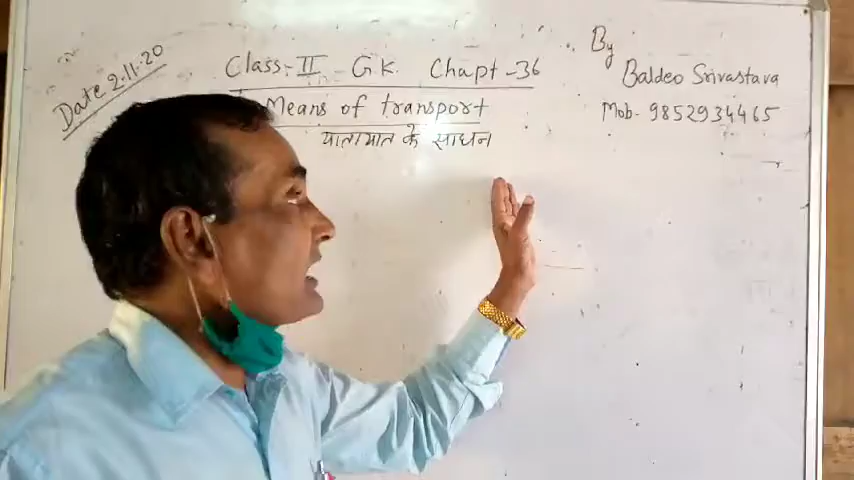 Date 2.11.20
Class:- II G.K. Chapt-36
Means of transport
यातायात के साधन
By
Baldeo Srivastava
Mob- 9852934465